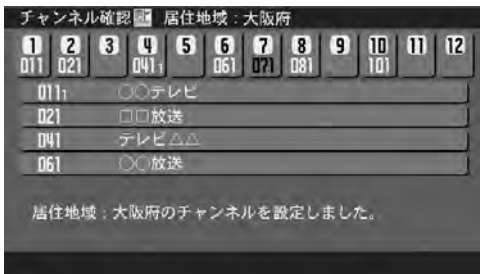 チャンネル確認 居住地域：大阪府
1 2 3 4 5 6 7 8 9 10 11 12
011 021 041₁ 061 071 081 101
011₁ ○○テレビ
021 □□放送
041 テレビ△△
061 ○○放送
居住地域：大阪府のチャンネルを設定しました。